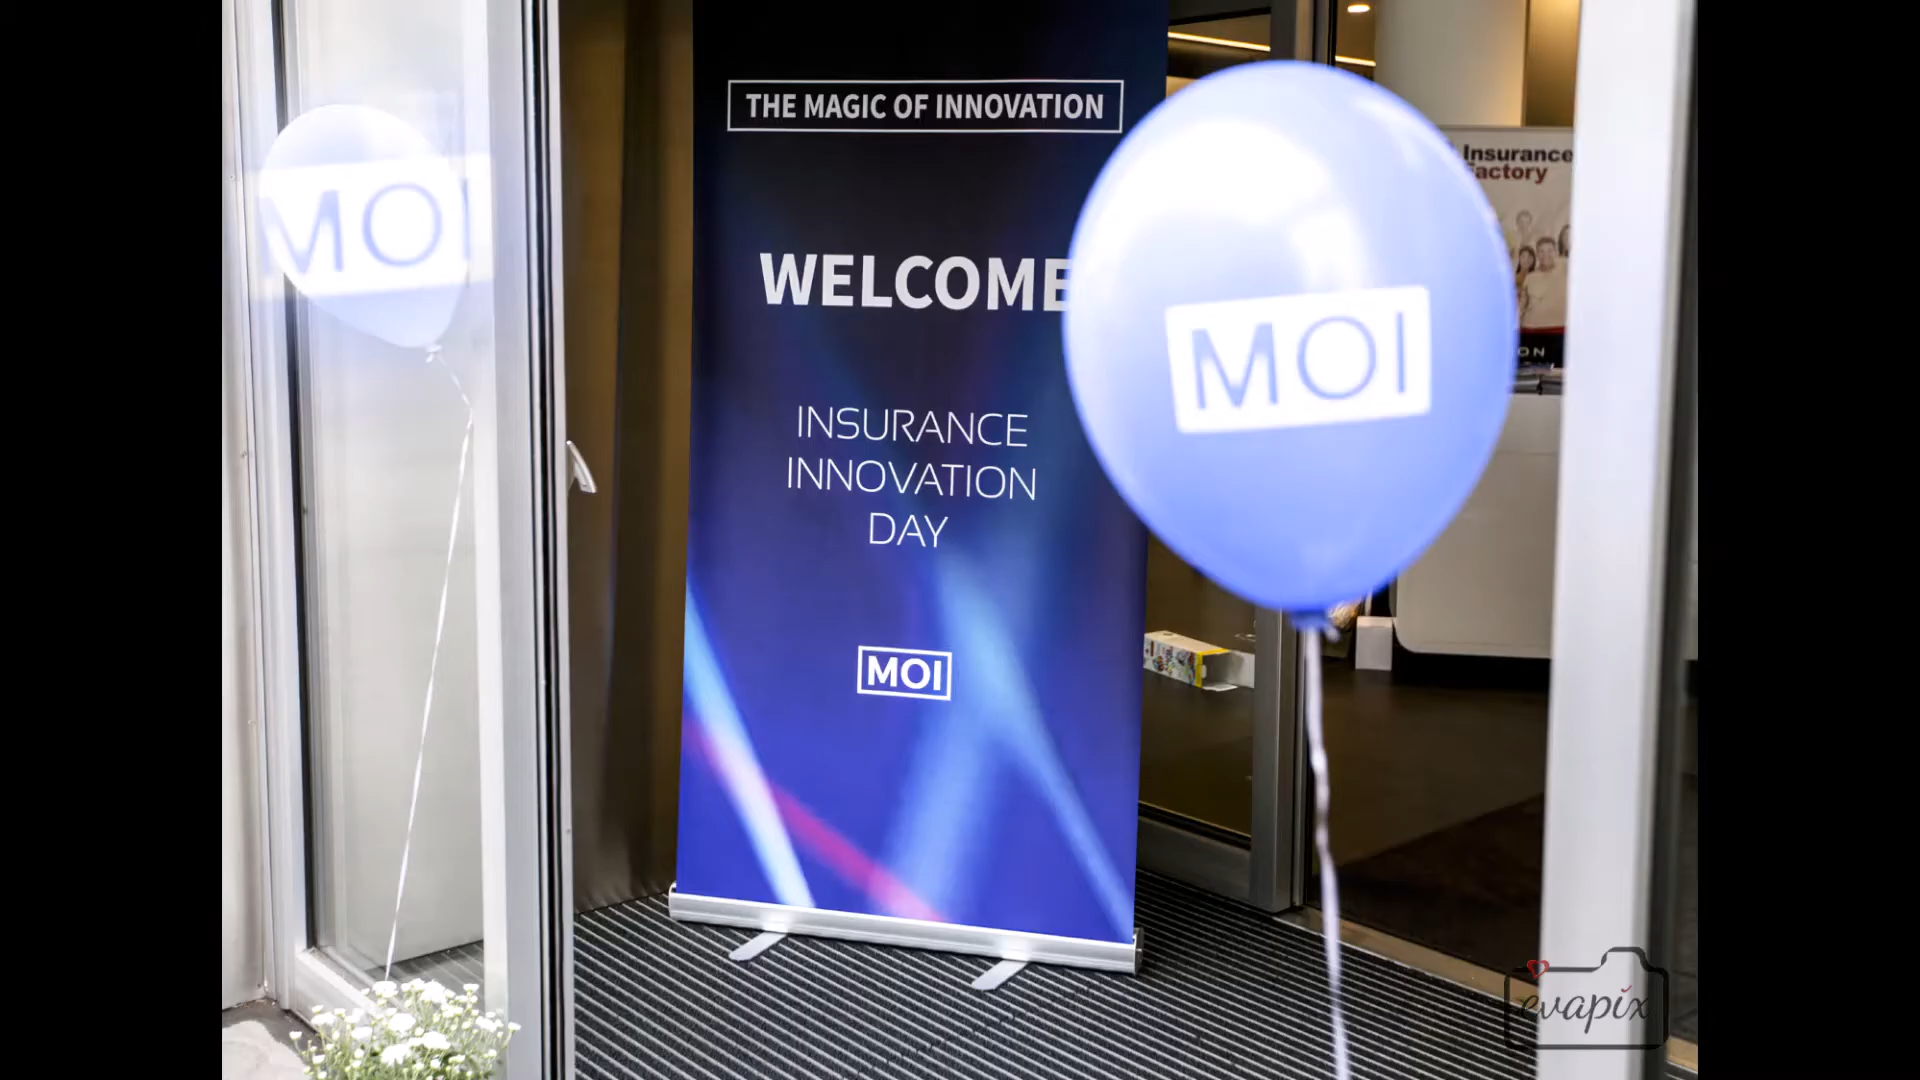 THE MAGIC OF INNOVATION
WELCOME
INSURANCE
INNOVATION
DAY
MOI
MOI
MOI
Insurance
Factory
evapix